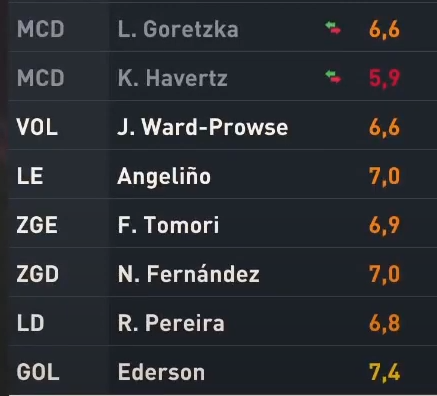 MCD L. Goretzka 6,6
MCD K. Havertz 5,9
VOL J. Ward-Prowse 6,6
LE Angeliño 7,0
ZGE F. Tomori 6,9
ZGD N. Fernández 7,0
LD R. Pereira 6,8
GOL Ederson 7,4